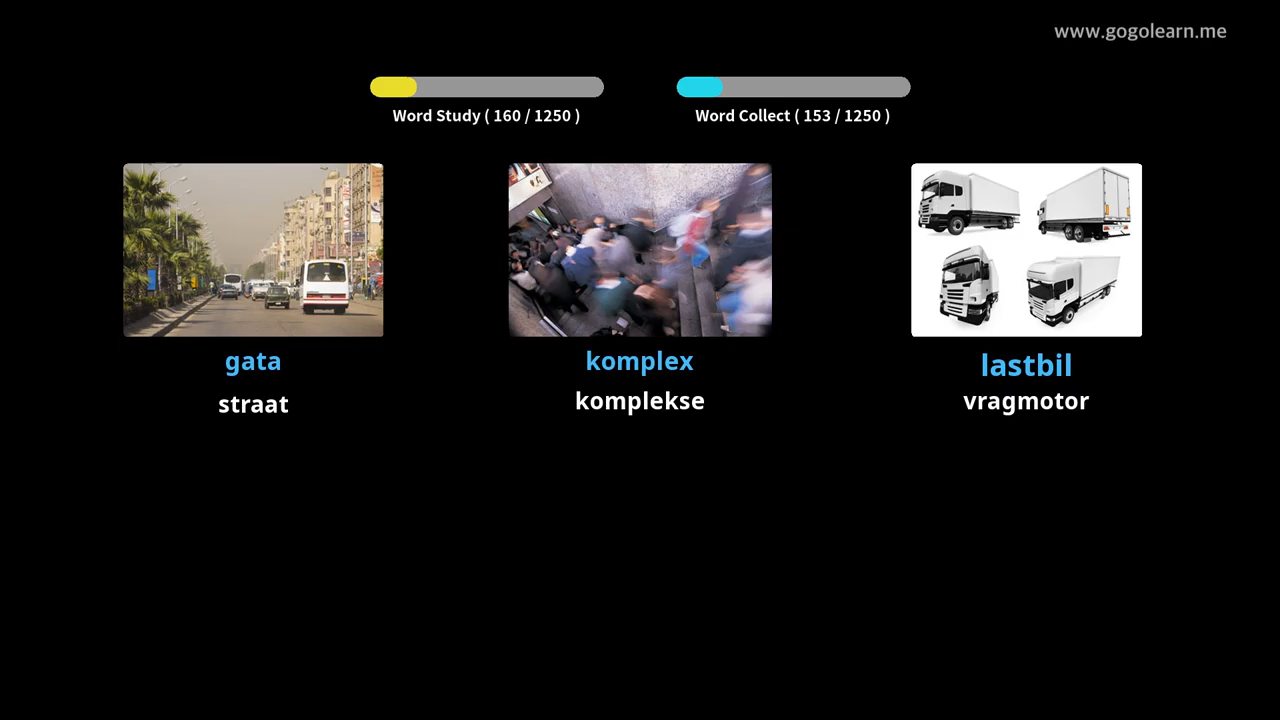 www.gogolearn.me
Word Study ( 160 / 1250 )
Word Collect ( 153 / 1250 )
gata
komplex
lastbil
straat
komplekse
vragmotor